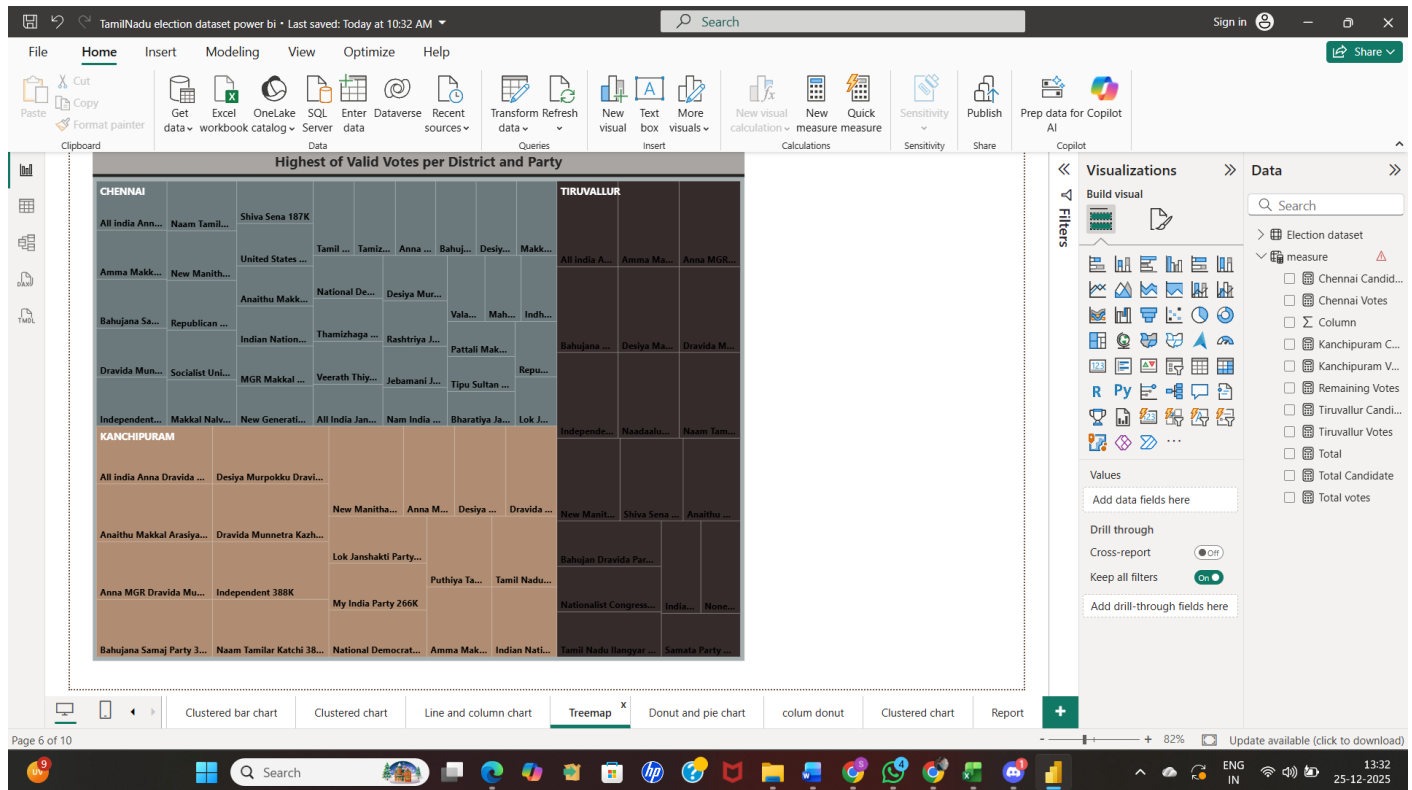 TamilNadu election dataset power bi • Last saved: Today at 10:32 AM
Search
Sign in
File Home Insert Modeling View Optimize Help
Share
Paste
Cut
Copy
Format painter
Clipboard
Get data
Excel workbook
OneLake catalog
SQL Server
Enter data
Dataverse
Recent sources
Data
Transform data
Refresh
Queries
New visual
Text box
More visuals
Insert
New visual calculation
New measure
Quick measure
Calculations
Sensitivity
Sensitivity
Publish
Share
Prep data for AI
Copilot
Copilot
Highest of Valid Votes per District and Party
CHENNAI
All india Ann...
Amma Makk...
Bahujana Sa...
Dravida Mun...
Independent...
Naam Tamil...
New Manith...
Republican ...
Socialist Uni...
Makkal Nalv...
Shiva Sena 187K
United States ...
Anaithu Makk...
Indian Nation...
MGR Makkal ...
New Generati...
Tamil ...
Tamiz...
Anna ...
Bahuj...
Desiy...
Makk...
National De...
Thamizhaga ...
Veerath Thiy...
All India Jan...
Desiya Mur...
Rashtriya J...
Jebamani J...
Nam India ...
Vala...
Mah...
Indh...
Pattali Mak...
Tipu Sultan ...
Bharatiya Ja...
Repu...
Lok J...
KANCHIPURAM
All india Anna Dravida ...
Anaithu Makkal Arasiya...
Anna MGR Dravida Mu...
Bahujana Samaj Party 3...
Desiya Murpokku Dravi...
Dravida Munnetra Kazh...
Independent 388K
Naam Tamilar Katchi 38...
New Manitha...
Anna M...
Desiya ...
Dravida ...
Lok Janshakti Party...
My India Party 266K
National Democrat...
Puthiya Ta...
Tamil Nadu...
Amma Mak...
Indian Nati...
TIRUVALLUR
All india A...
Amma Ma...
Anna MGR...
Bahujana ...
Desiya Ma...
Dravida M...
Independe...
Naadaalu...
Naam Tam...
New Manit...
Shiva Sena ...
Anaithu ...
Bahujan Dravida Par...
Nationalist Congress...
Tamil Nadu Ilangyar ...
India...
None...
Samata Party ...
Filters
Visualizations
Build visual
Values
Add data fields here
Drill through
Cross-report
Off
Keep all filters
On
Add drill-through fields here
Data
Search
Election dataset
measure
Chennai Candid...
Chennai Votes
Column
Kanchipuram C...
Kanchipuram V...
Remaining Votes
Tiruvallur Candi...
Tiruvallur Votes
Total
Total Candidate
Total votes
Clustered bar chart
Clustered chart
Line and column chart
Treemap x
Donut and pie chart
colum donut
Clustered chart
Report
Page 6 of 10
- + 82%
Update available (click to download)
Search
ENG
IN
13:32
25-12-2025